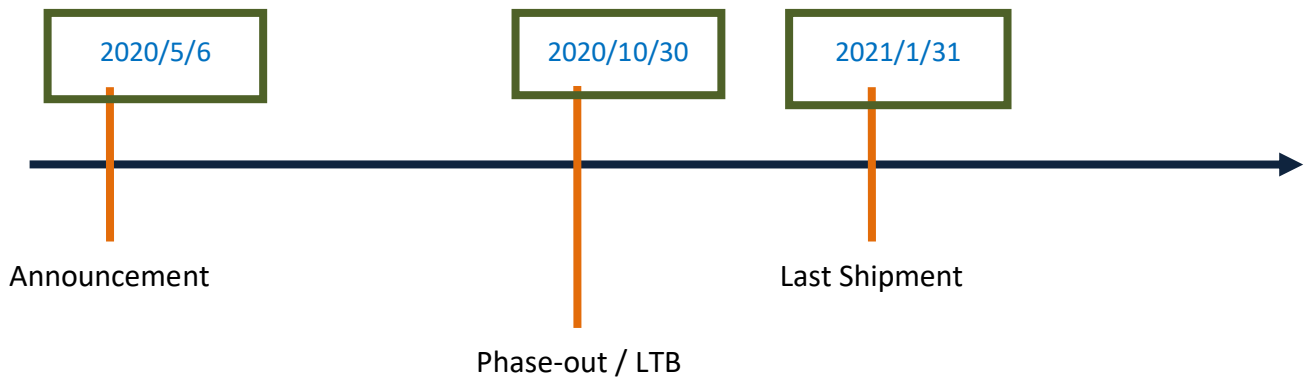 2020/5/6
2020/10/30
2021/1/31
Announcement
Last Shipment
Phase-out / LTB